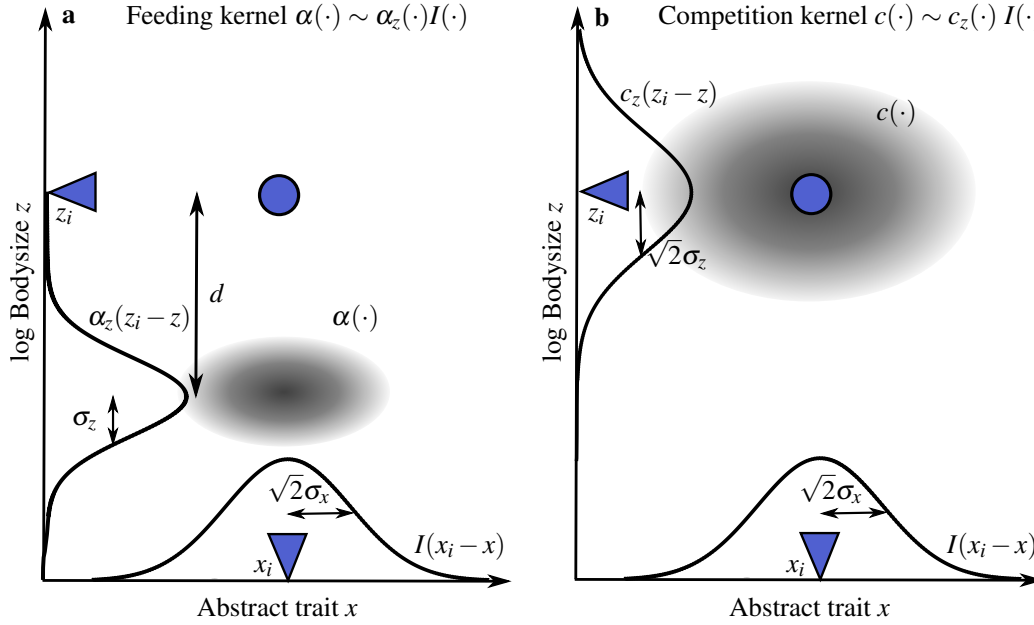 a Feeding kernel α(·) ∼ α_z(·)I(·)
log Bodysize z
z_i
d
α_z(z_i − z)
α(·)
σ_z
√2σ_x
x_i
I(x_i − x)
Abstract trait x
b Competition kernel c(·) ∼ c_z(·) I(·
log Bodysize z
c_z(z_i − z)
c(·)
z_i
√2σ_z
√2σ_x
x_i
I(x_i − x)
Abstract trait x